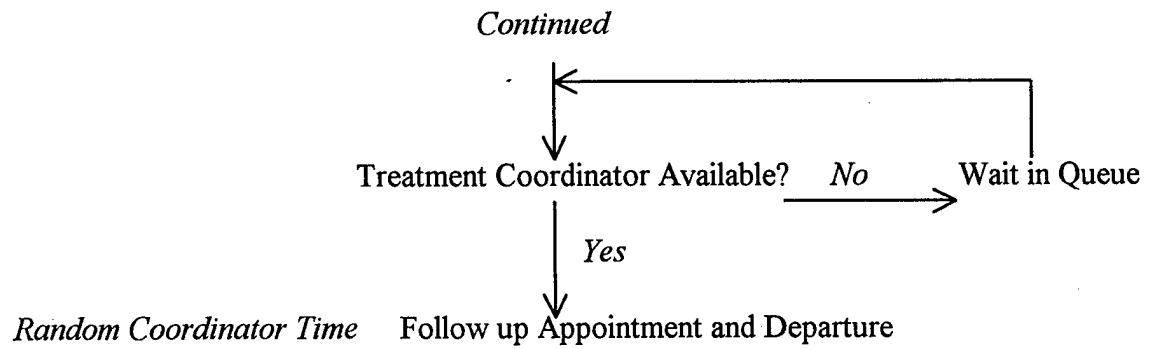 Continued
Treatment Coordinator Available? No Wait in Queue
Yes
Random Coordinator Time Follow up Appointment and Departure